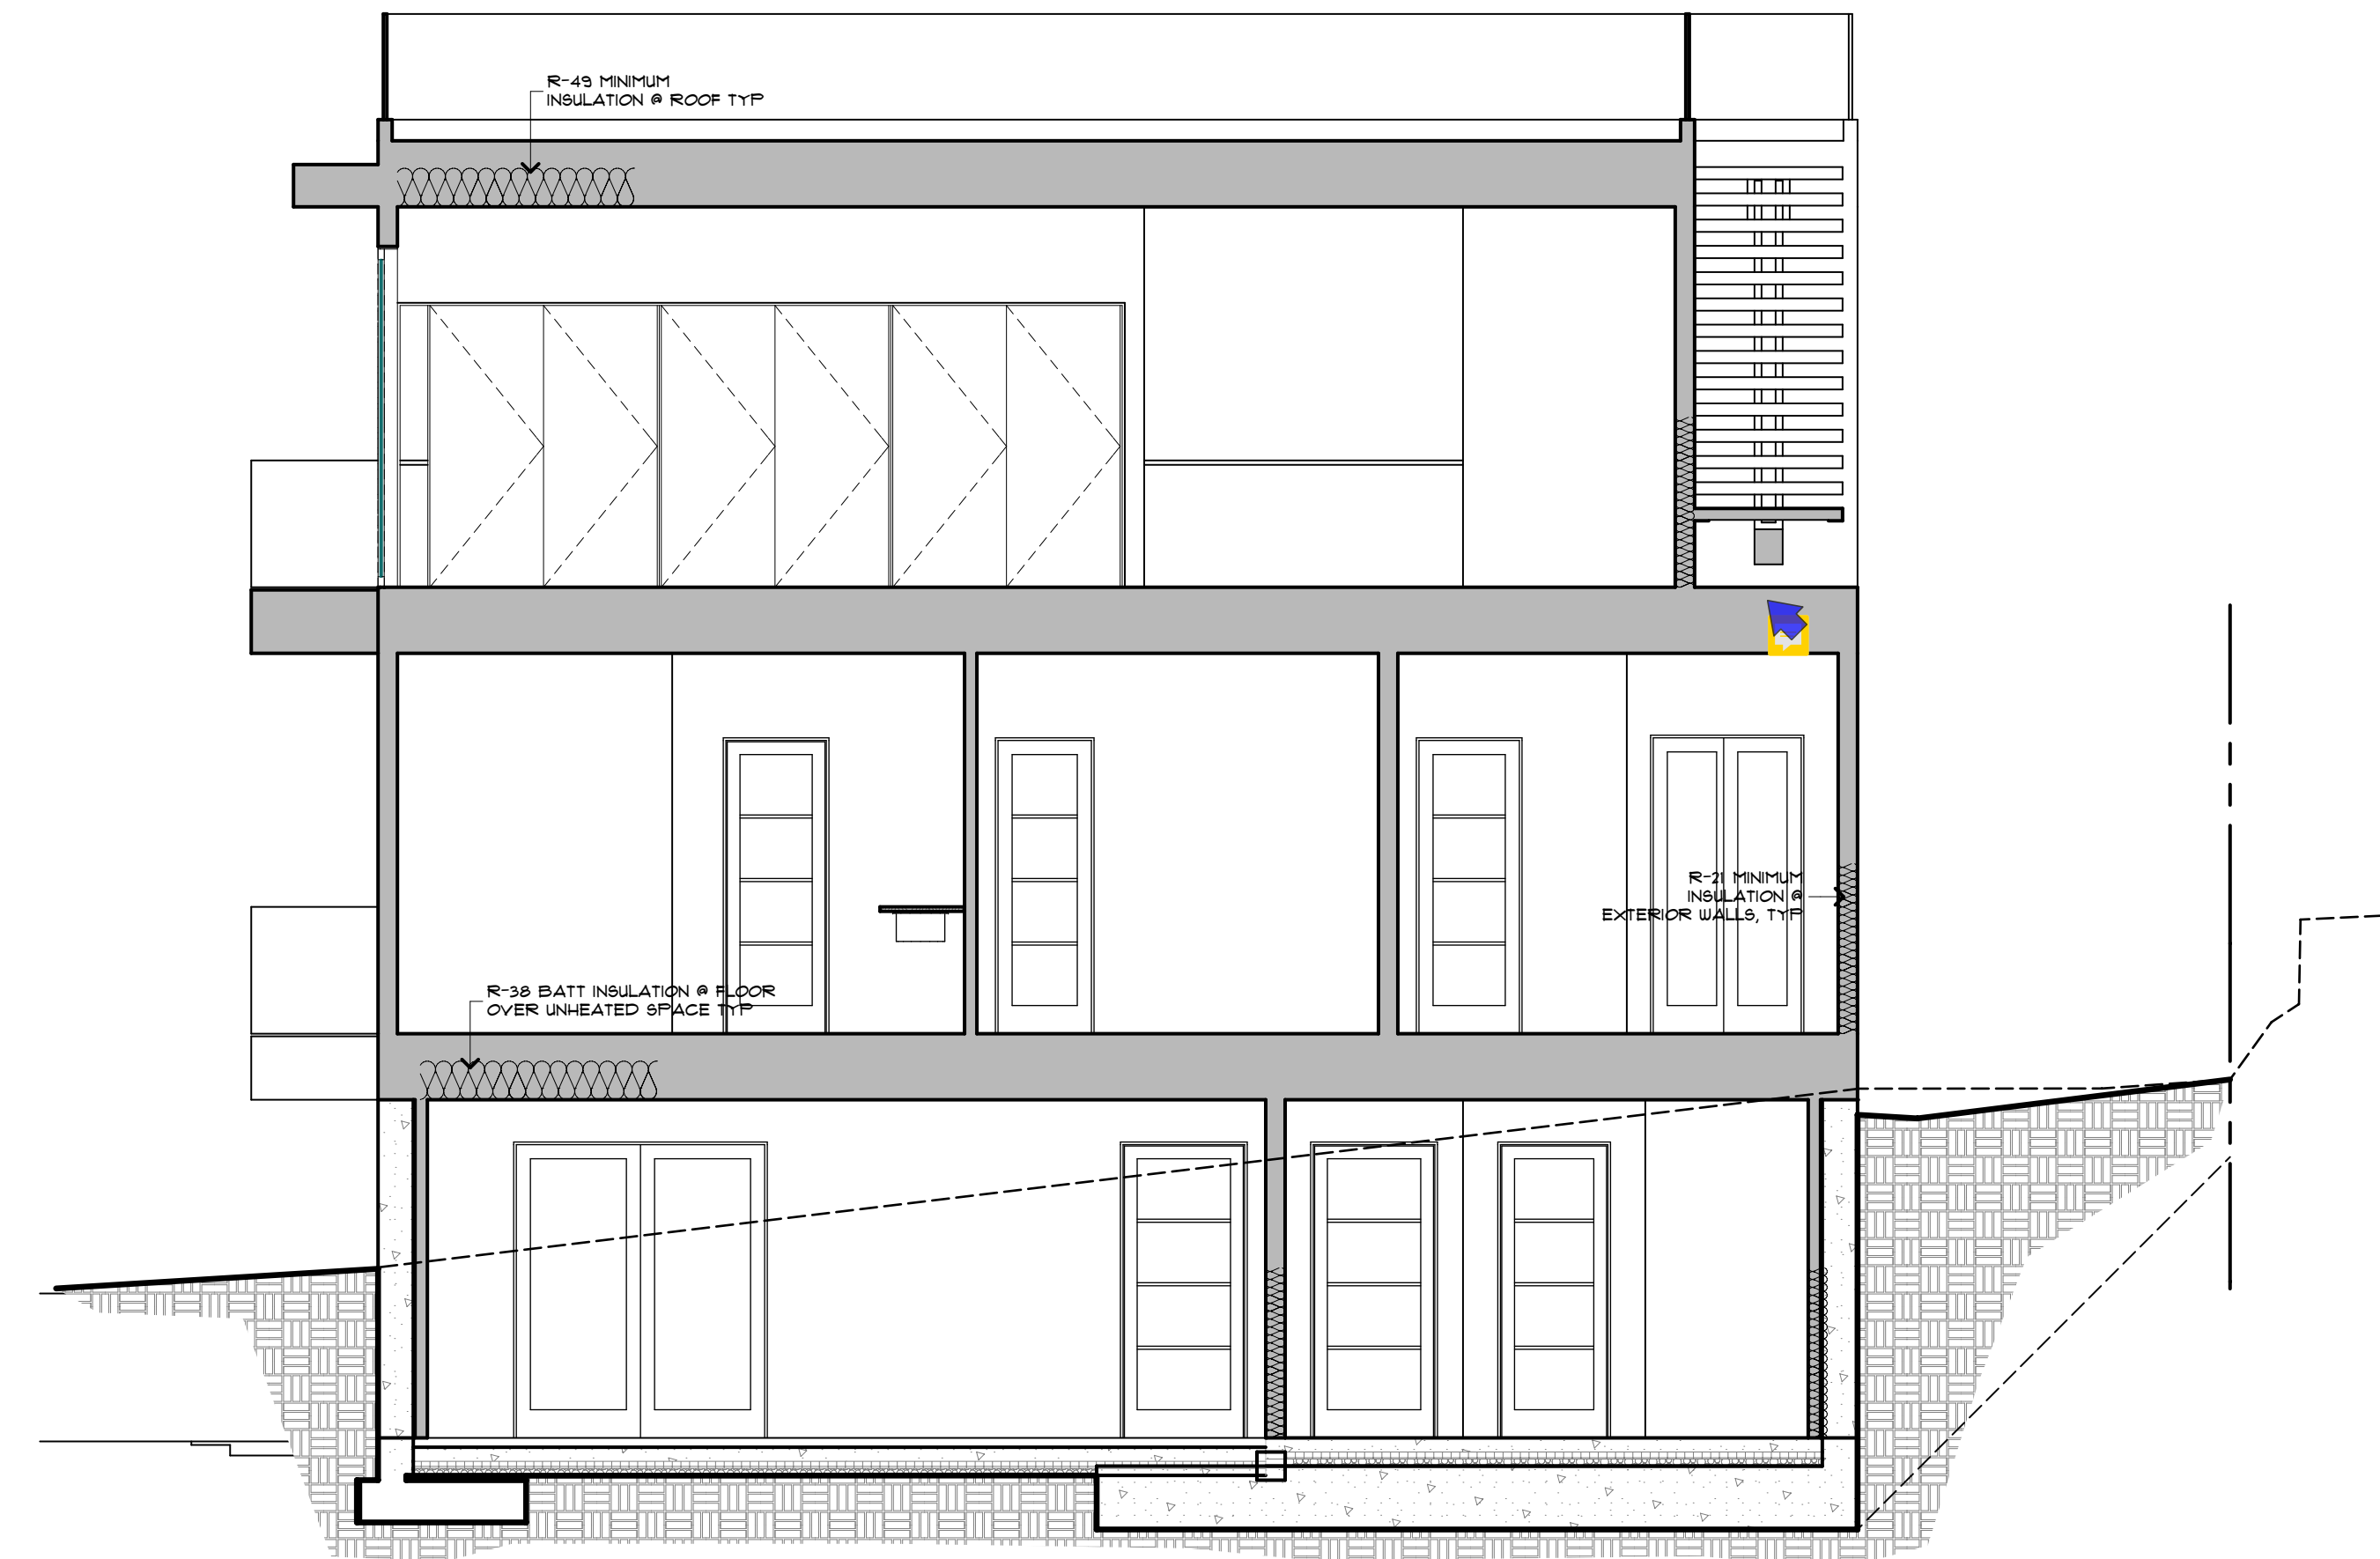 R-49 MINIMUM
INSULATION @ ROOF TYP
R-21 MINIMUM
INSULATION @
EXTERIOR WALLS, TYP
R-38 BATT INSULATION @ FLOOR
OVER UNHEATED SPACE TYP